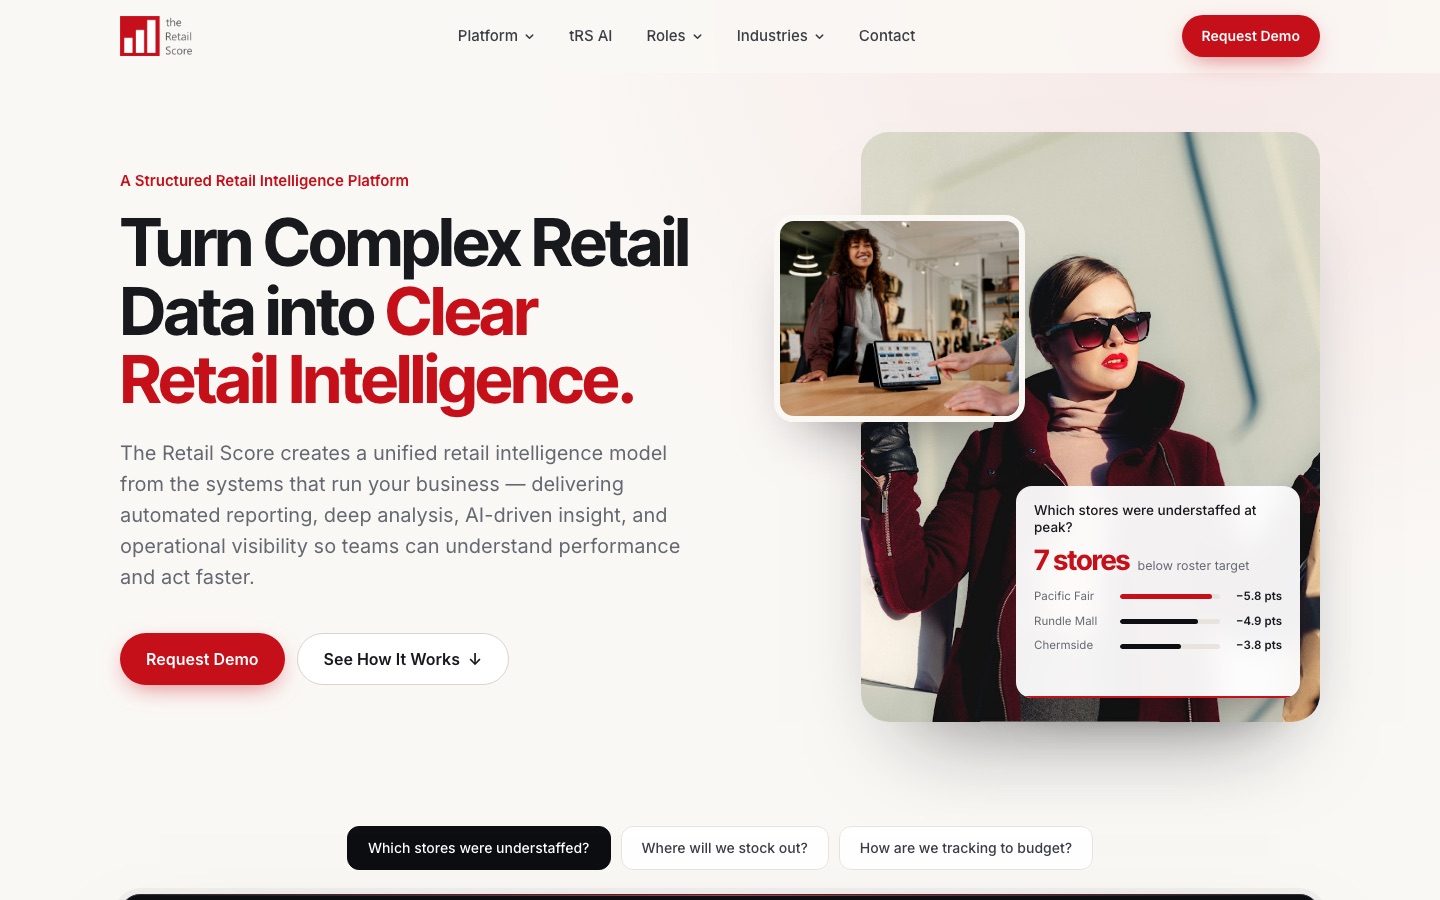 the
Retail
Score
Platform
tRS AI
Roles
Industries
Contact
Request Demo
A Structured Retail Intelligence Platform
Turn Complex Retail
Data into Clear
Retail Intelligence.
The Retail Score creates a unified retail intelligence model
from the systems that run your business — delivering
automated reporting, deep analysis, AI-driven insight, and
operational visibility so teams can understand performance
and act faster.
Request Demo
See How It Works ↓
Which stores were understaffed at
peak?
7 stores below roster target
Pacific Fair −5.8 pts
Rundle Mall −4.9 pts
Chermside −3.8 pts
Which stores were understaffed?
Where will we stock out?
How are we tracking to budget?